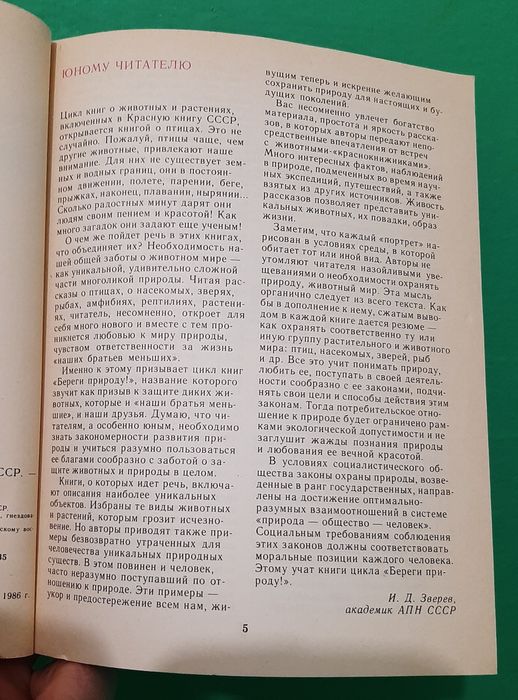 ССР. —
СР.
, гнездова
скому вос
45
1986 г.
ЮНОМУ ЧИТАТЕЛЮ
Цикл книг о животных и растениях,
включенных в Красную книгу СССР,
открывается книгой о птицах. Это не
случайно. Пожалуй, птицы чаще, чем
другие животные, привлекают наше
внимание. Для них не существует зем-
ных и водных границ, они в постоян-
ном движении, полете, парении, беге,
прыжках, наконец, плавании, нырянии...
Сколько радостных минут дарят они
людям своим пением и красотой! Как
много загадок они задают еще ученым!
О чем же пойдет речь в этих книгах,
что объединяет их? Необходимость на-
шей общей заботы о животном мире —
как уникальной, удивительно сложной
части многоликой природы. Читая рас-
сказы о птицах, о насекомых, зверях,
рыбах, амфибиях, рептилиях, растени-
ях, читатель, несомненно, откроет для
себя много нового и вместе с тем про-
никнется любовью к миру природы,
чувством ответственности за жизнь
«наших братьев меньших».
Именно к этому призывает цикл книг
«Береги природу!», название которого
звучит как призыв к защите диких жи-
вотных, которые и «наши братья мень-
шие», и наши друзья. Думаю, что чи-
тателям, а особенно юным, необходимо
знать закономерности развития при-
роды и учиться разумно пользоваться
ее благами сообразно с заботой о за-
щите животных и природы в целом.
Книги, о которых идет речь, включа-
ют описания наиболее уникальных
объектов. Избраны те виды животных
и растений, которым грозит исчезно-
вение. Но авторы приводят также при-
меры безвозвратно утраченных для
человечества уникальных природных
существ. В этом повинен и человек,
часто неразумно поступавший по от-
ношению к природе. Эти примеры —
укор и предостережение всем нам, жи-
вущим теперь и искренне желающим
сохранить природу для настоящих и бу-
дущих поколений.
Вас несомненно увлечет богатство
материала, простота и яркость расска-
зов, в которых авторы передают непо-
средственные впечатления от встреч
с животными-«краснокнижниками».
Много интересных фактов, наблюдений
в природе, подмеченных во время науч-
ных экспедиций, путешествий, а также
взятых из других источников. Живость
рассказов позволяет представить уни-
кальных животных, их повадки, образ
жизни.
Заметим, что каждый «портрет» на-
рисован в условиях среды, в которой
обитает тот или иной вид. Авторы не
утомляют читателя назойливыми уве-
щеваниями о необходимости охранять
природу, животный мир. Эта мысль
органично следует из всего текста. Как
бы в дополнение к нему, сжатым выво-
дом в каждой книге дается резюме —
как охранять соответственно ту или
иную группу растительного и животного
мира: птиц, насекомых, зверей, рыб
и др. Все это учит понимать природу,
любить ее, поступать в своей деятель-
ности сообразно с ее законами, подчи-
нять свои цели и способы действия этим
законам. Тогда потребительское отно-
шение к природе будет ограничено рам-
ками экологической допустимости и не
заглушит жажды познания природы
и любования ее вечной красотой.
В условиях социалистического об-
щества законы охраны природы, возве-
денные в ранг государственных, направ-
лены на достижение оптимально-
разумных взаимоотношений в системе
«природа — общество — человек».
Социальным требованиям соблюдения
этих законов должны соответствовать
моральные позиции каждого человека.
Этому учат книги цикла «Береги приро-
ду!».
И. Д. Зверев,
академик АПН СССР
5